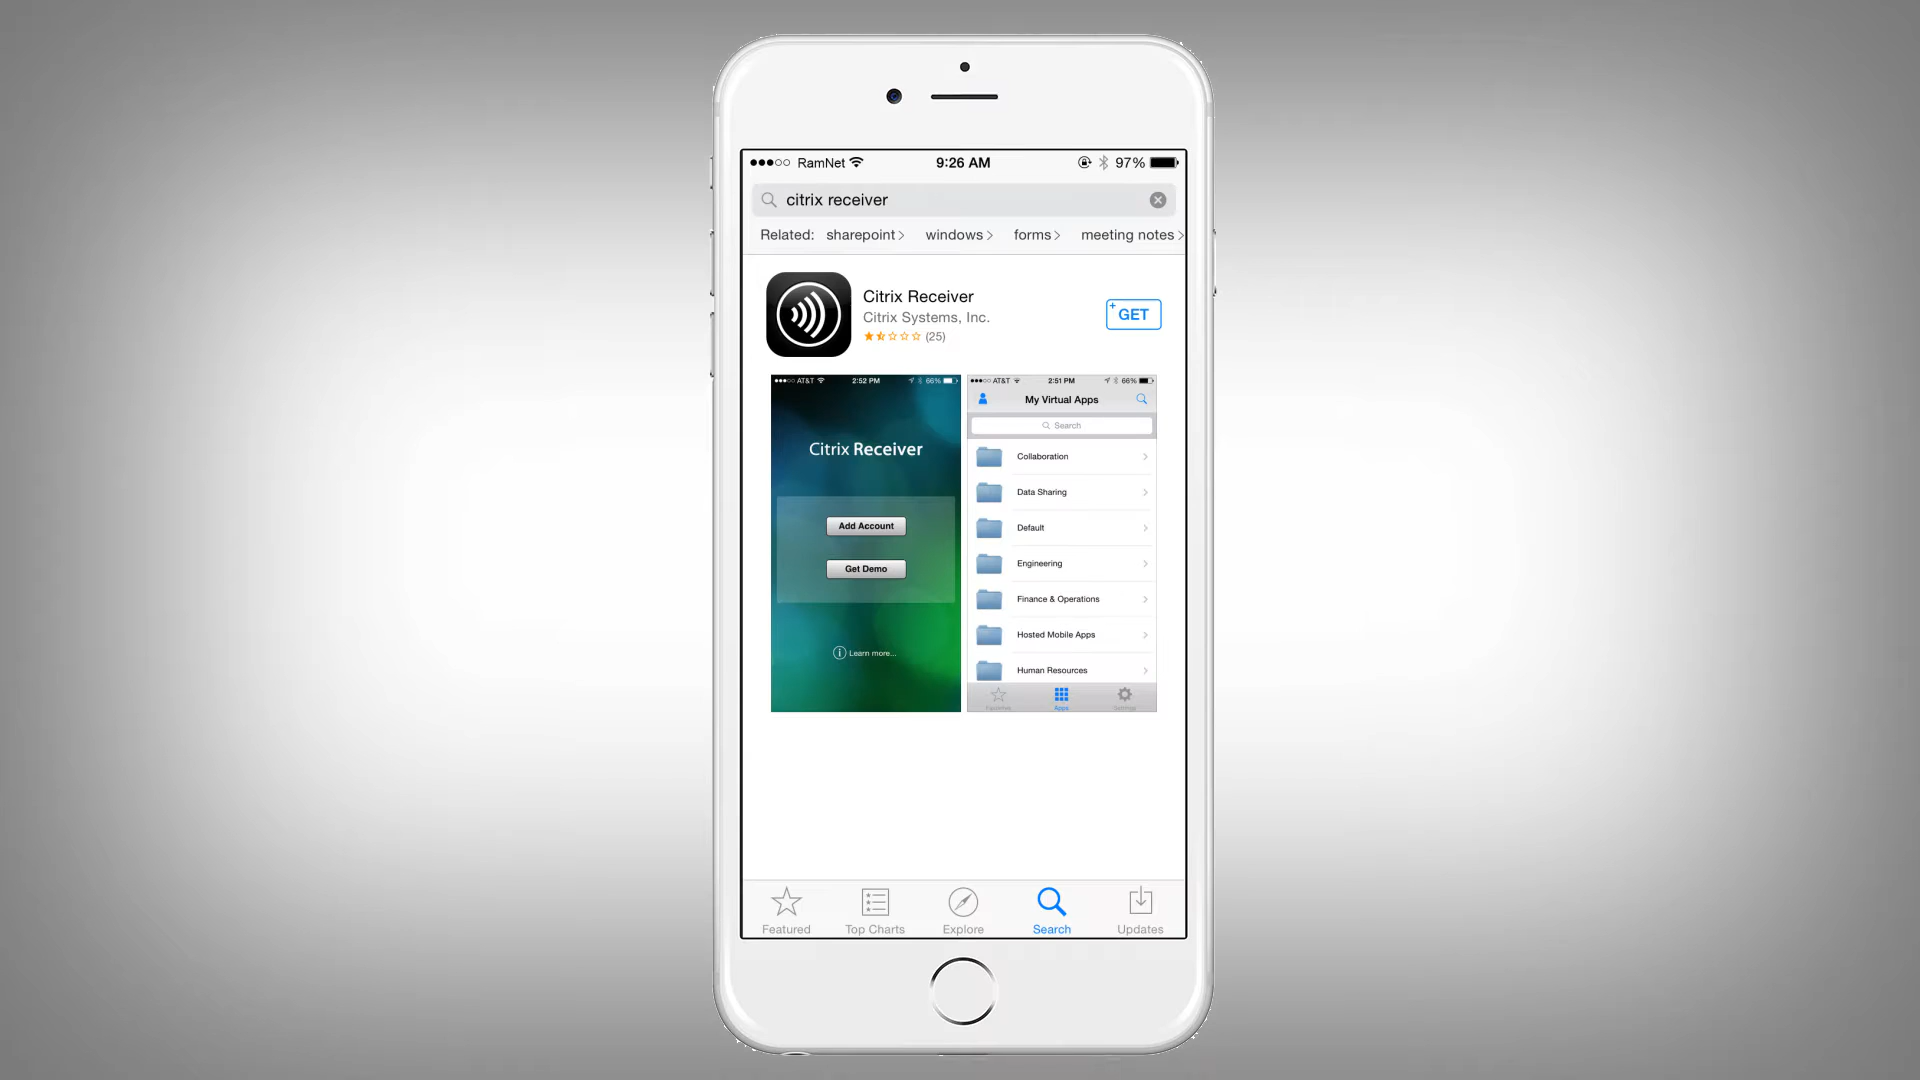 RamNet 9:26 AM 97%
citrix receiver
Related: sharepoint windows forms meeting notes
Citrix Receiver
Citrix Systems, Inc.
(25)
+ GET
AT&T 2:52 PM 66%
Citrix Receiver
Add Account
Get Demo
Learn more...
AT&T 2:51 PM 66%
My Virtual Apps
Search
Collaboration
Data Sharing
Default
Engineering
Finance & Operations
Hosted Mobile Apps
Human Resources
Favorites Apps Settings
Featured Top Charts Explore Search Updates